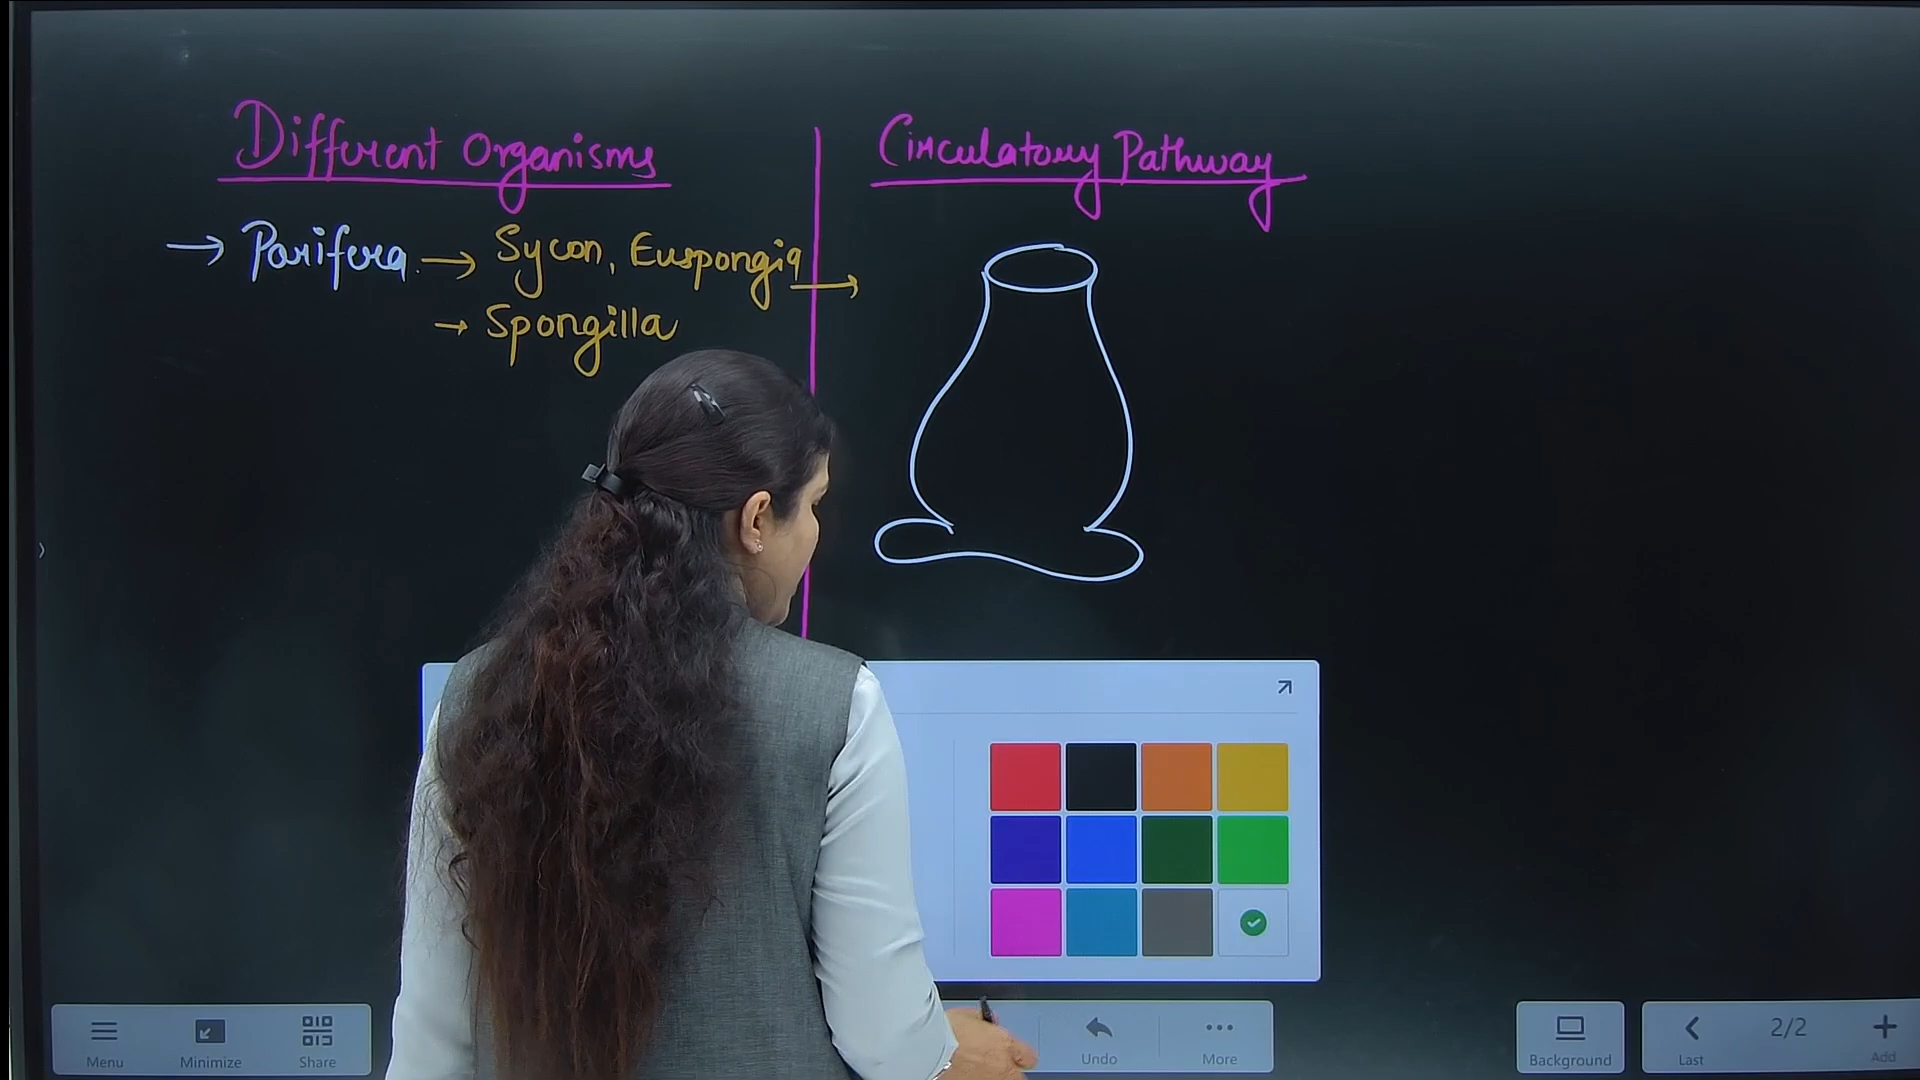 Different Organisms
Circulatory Pathway
→ Porifera → Sycon, Euspongia →
→ Spongilla
Menu
Minimize
Share
Undo
More
Background
Last
2/2
Add